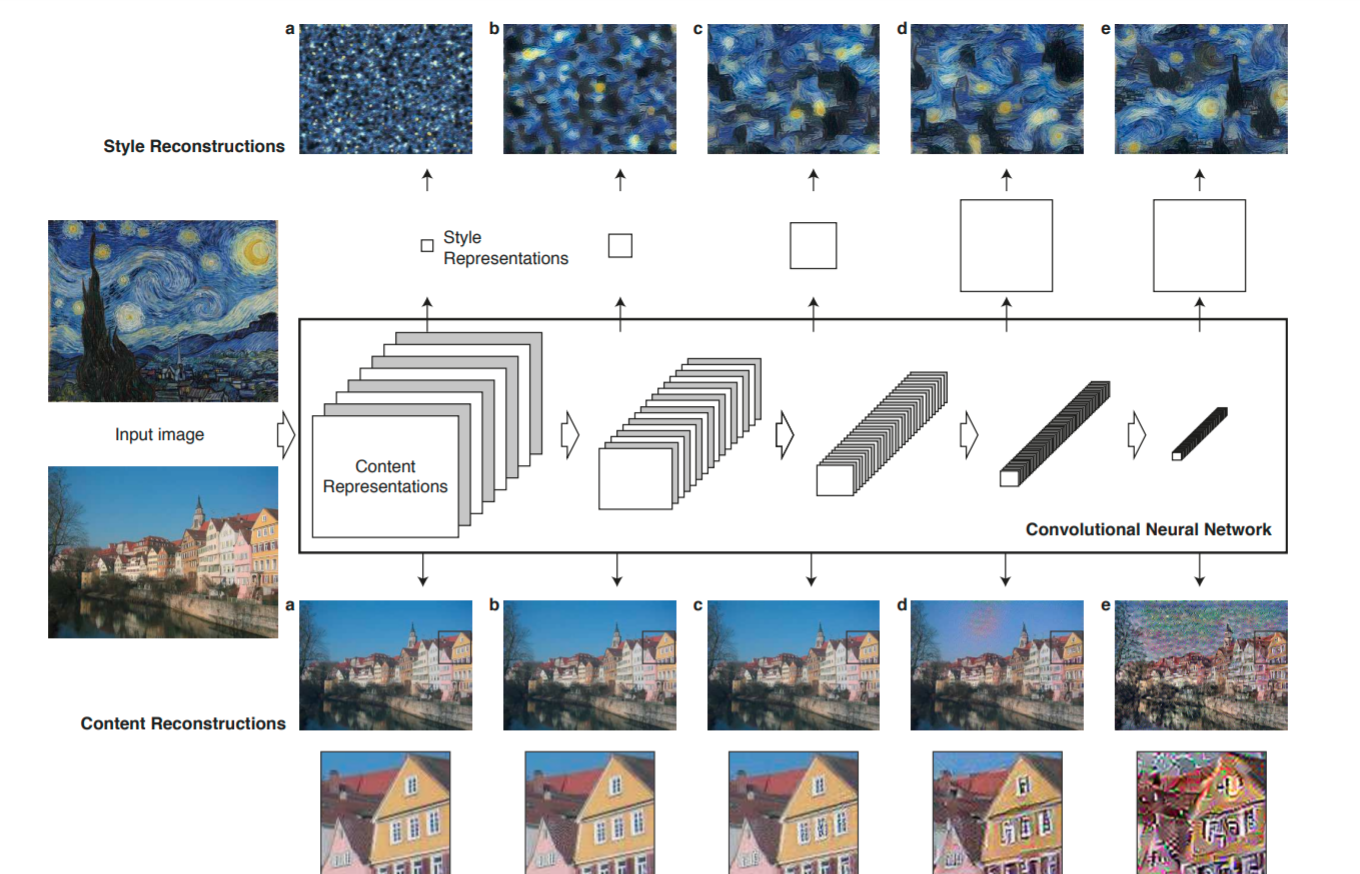 a
b
c
d
e
Style Reconstructions
Style
Representations
Input image
Content
Representations
Convolutional Neural Network
a
b
c
d
e
Content Reconstructions